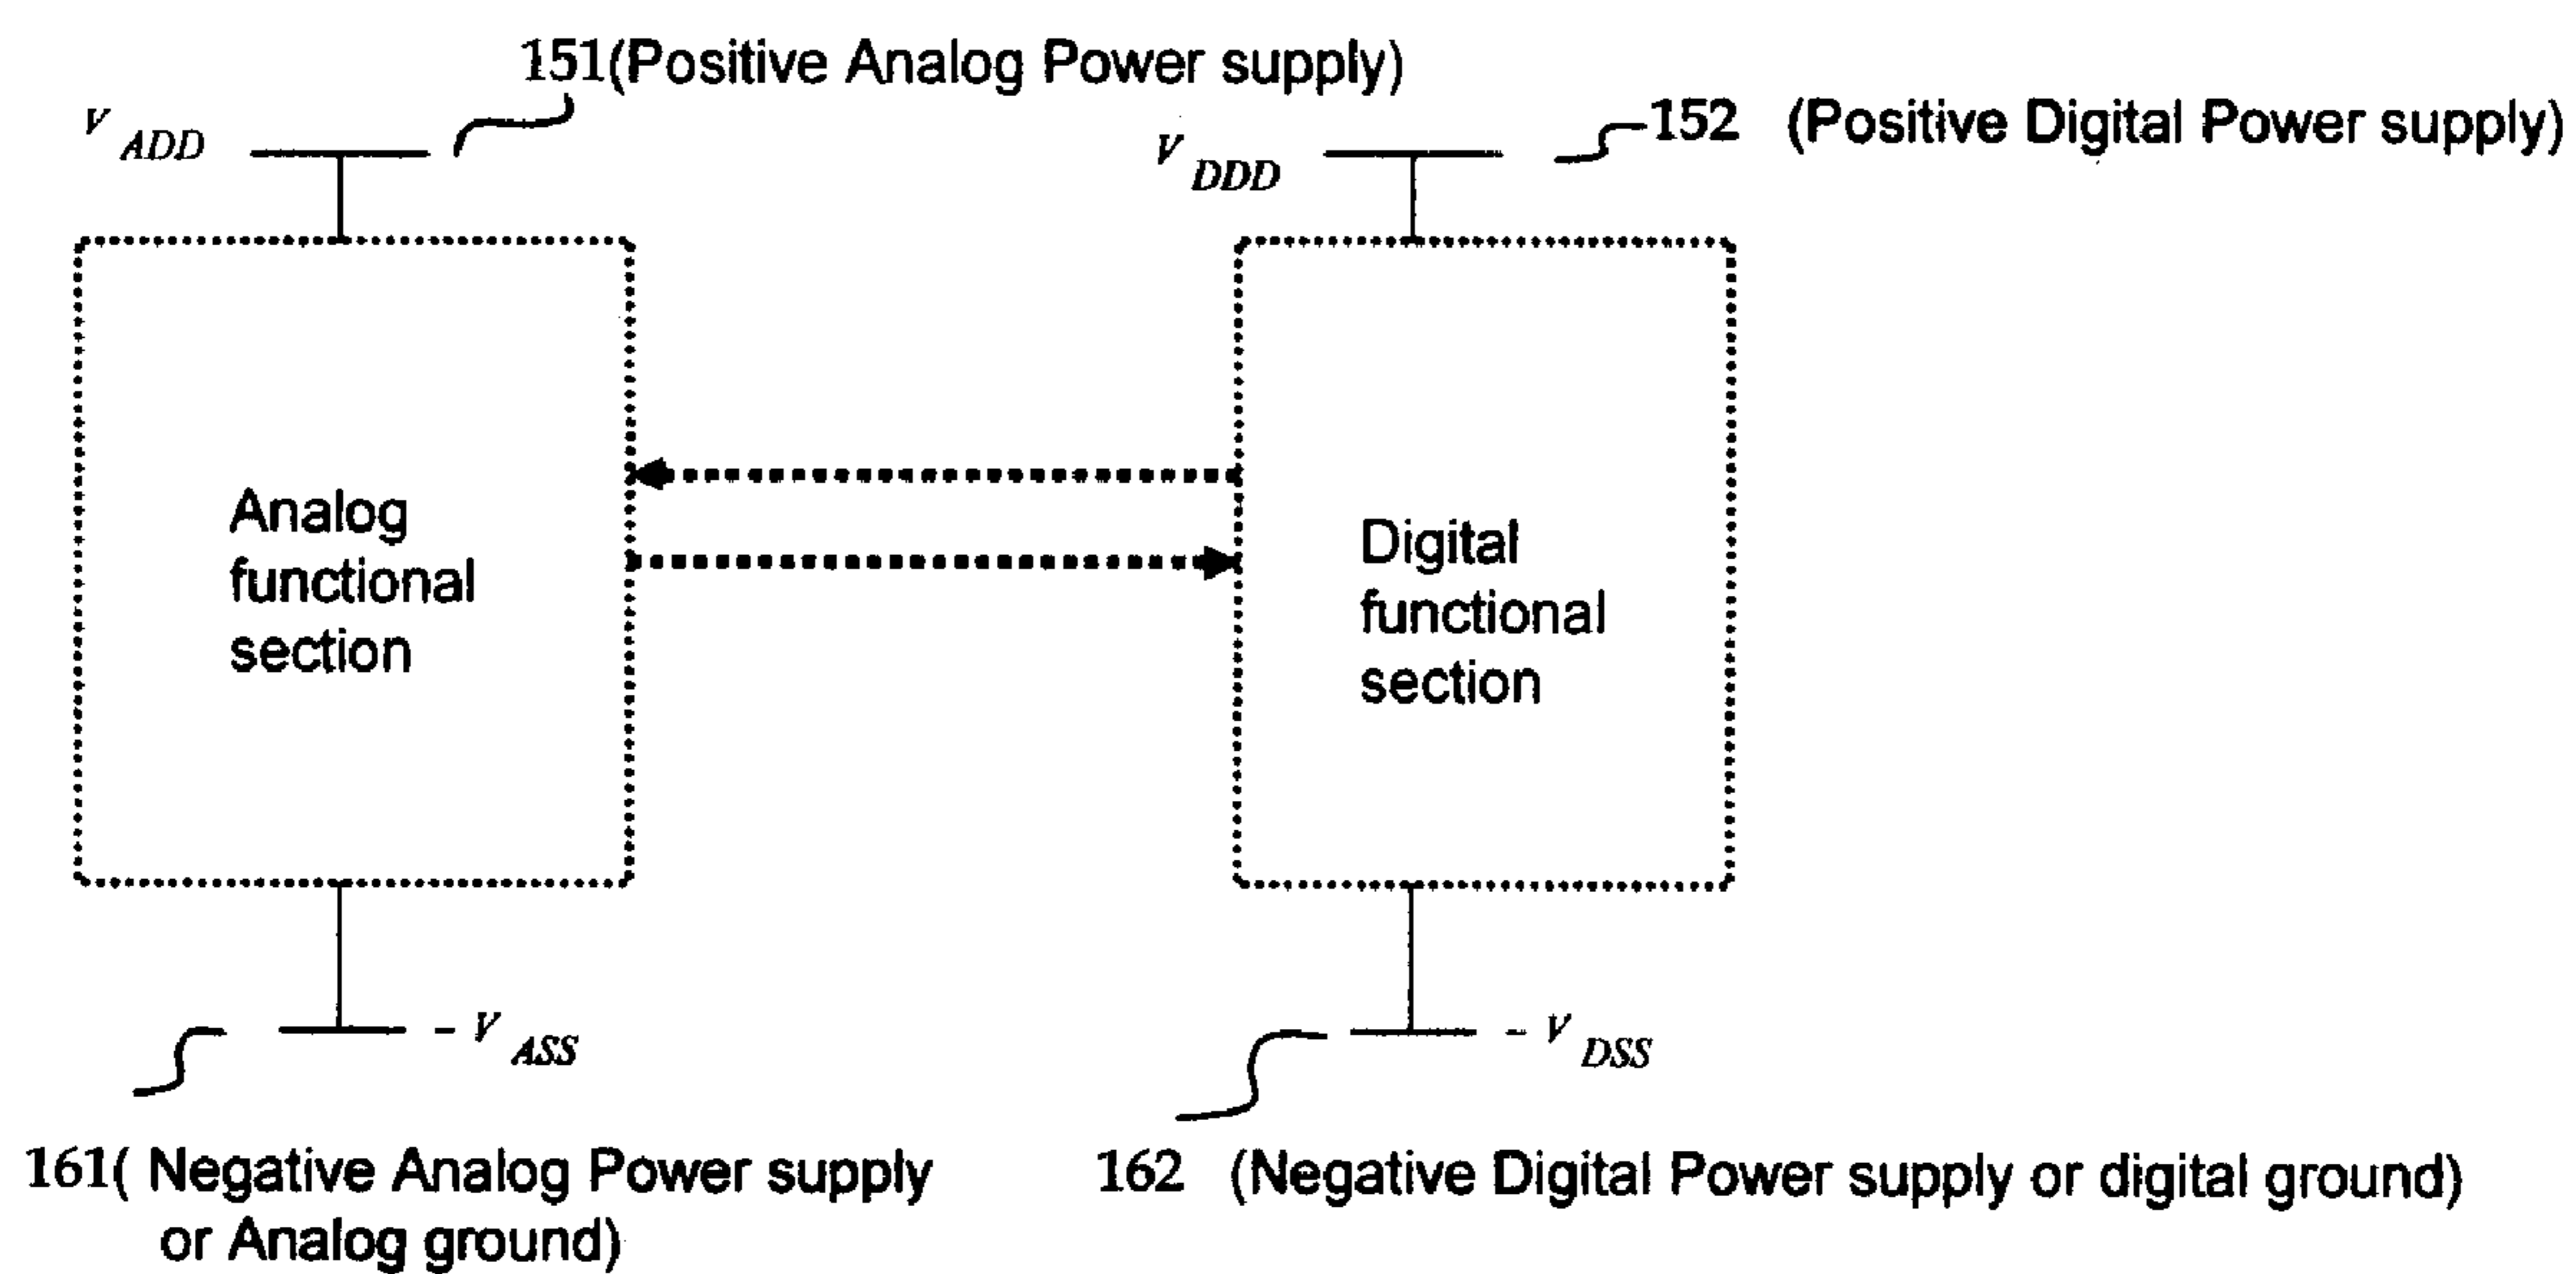 151(Positive Analog Power supply)
V ADD
152 (Positive Digital Power supply)
V DDD
Analog
functional
section
Digital
functional
section
- V ASS
- V DSS
161( Negative Analog Power supply
or Analog ground)
162 (Negative Digital Power supply or digital ground)